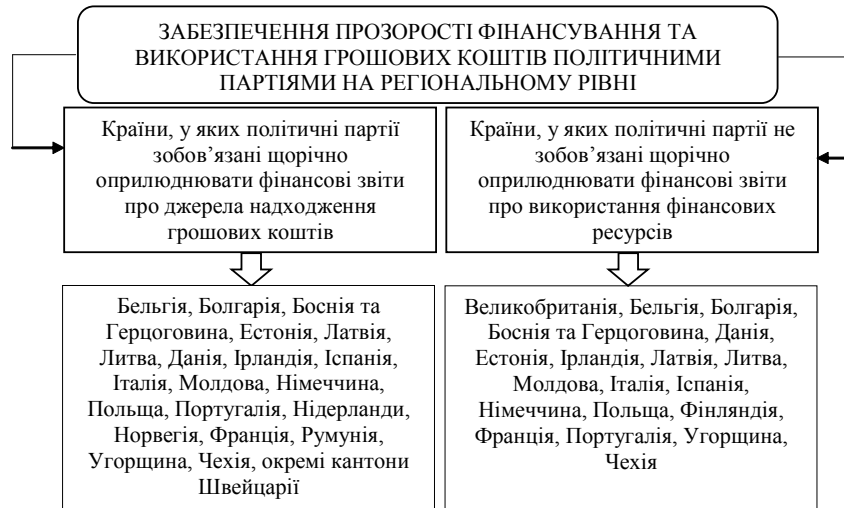 ЗАБЕЗПЕЧЕННЯ ПРОЗОРОСТІ ФІНАНСУВАННЯ ТА
ВИКОРИСТАННЯ ГРОШОВИХ КОШТІВ ПОЛІТИЧНИМИ
ПАРТІЯМИ НА РЕГІОНАЛЬНОМУ РІВНІ
Країни, у яких політичні партії
зобов’язані щорічно
оприлюднювати фінансові звіти
про джерела надходження
грошових коштів
Країни, у яких політичні партії не
зобов’язані щорічно
оприлюднювати фінансові звіти
про використання фінансових
ресурсів
Бельгія, Болгарія, Боснія та
Герцоговина, Естонія, Латвія,
Литва, Данія, Ірландія, Іспанія,
Італія, Молдова, Німеччина,
Польща, Португалія, Нідерланди,
Норвегія, Франція, Румунія,
Угорщина, Чехія, окремі кантони
Швейцарії
Великобританія, Бельгія, Болгарія,
Боснія та Герцоговина, Данія,
Естонія, Ірландія, Латвія, Литва,
Молдова, Італія, Іспанія,
Німеччина, Польща, Фінляндія,
Франція, Португалія, Угорщина,
Чехія